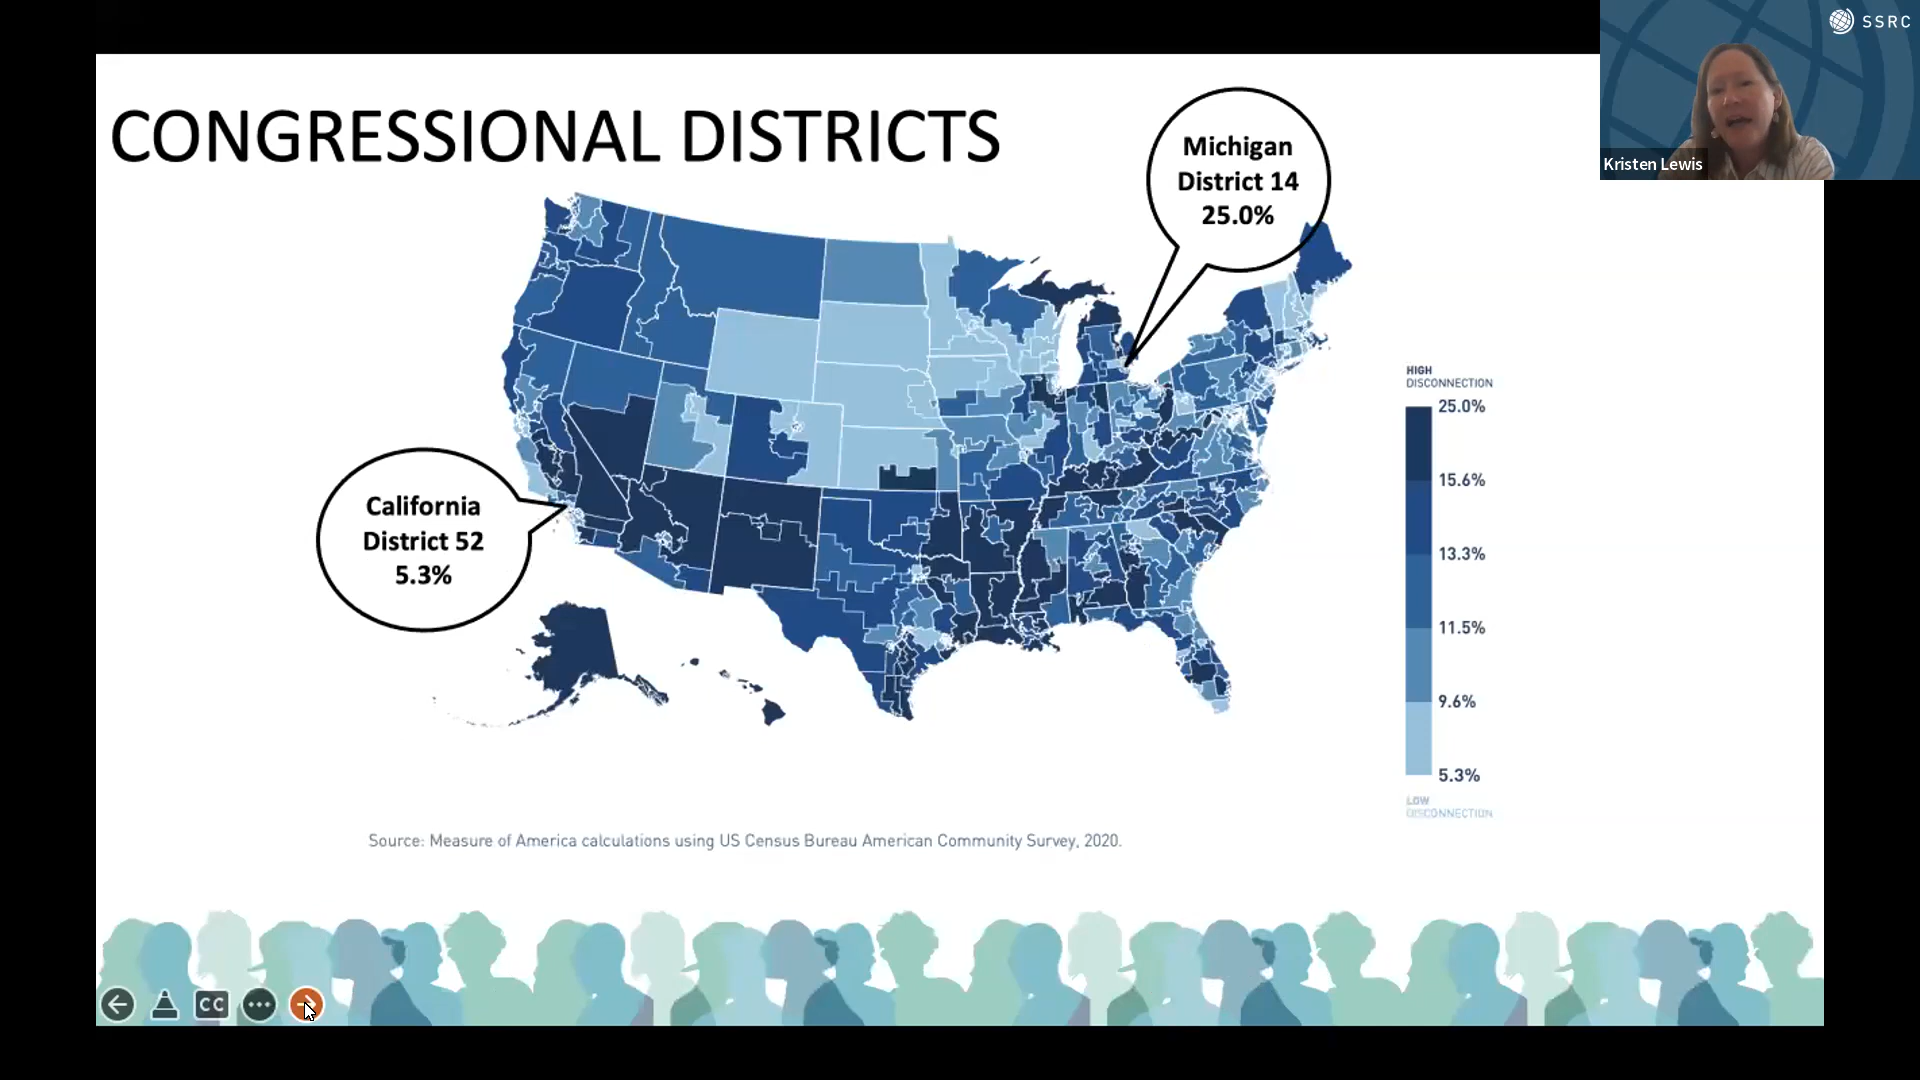 SSRC
Kristen Lewis
CONGRESSIONAL DISTRICTS
Michigan
District 14
25.0%
California
District 52
5.3%
HIGH
DISCONNECTION
25.0%
15.6%
13.3%
11.5%
9.6%
5.3%
LOW
DISCONNECTION
Source: Measure of America calculations using US Census Bureau American Community Survey, 2020.
CC